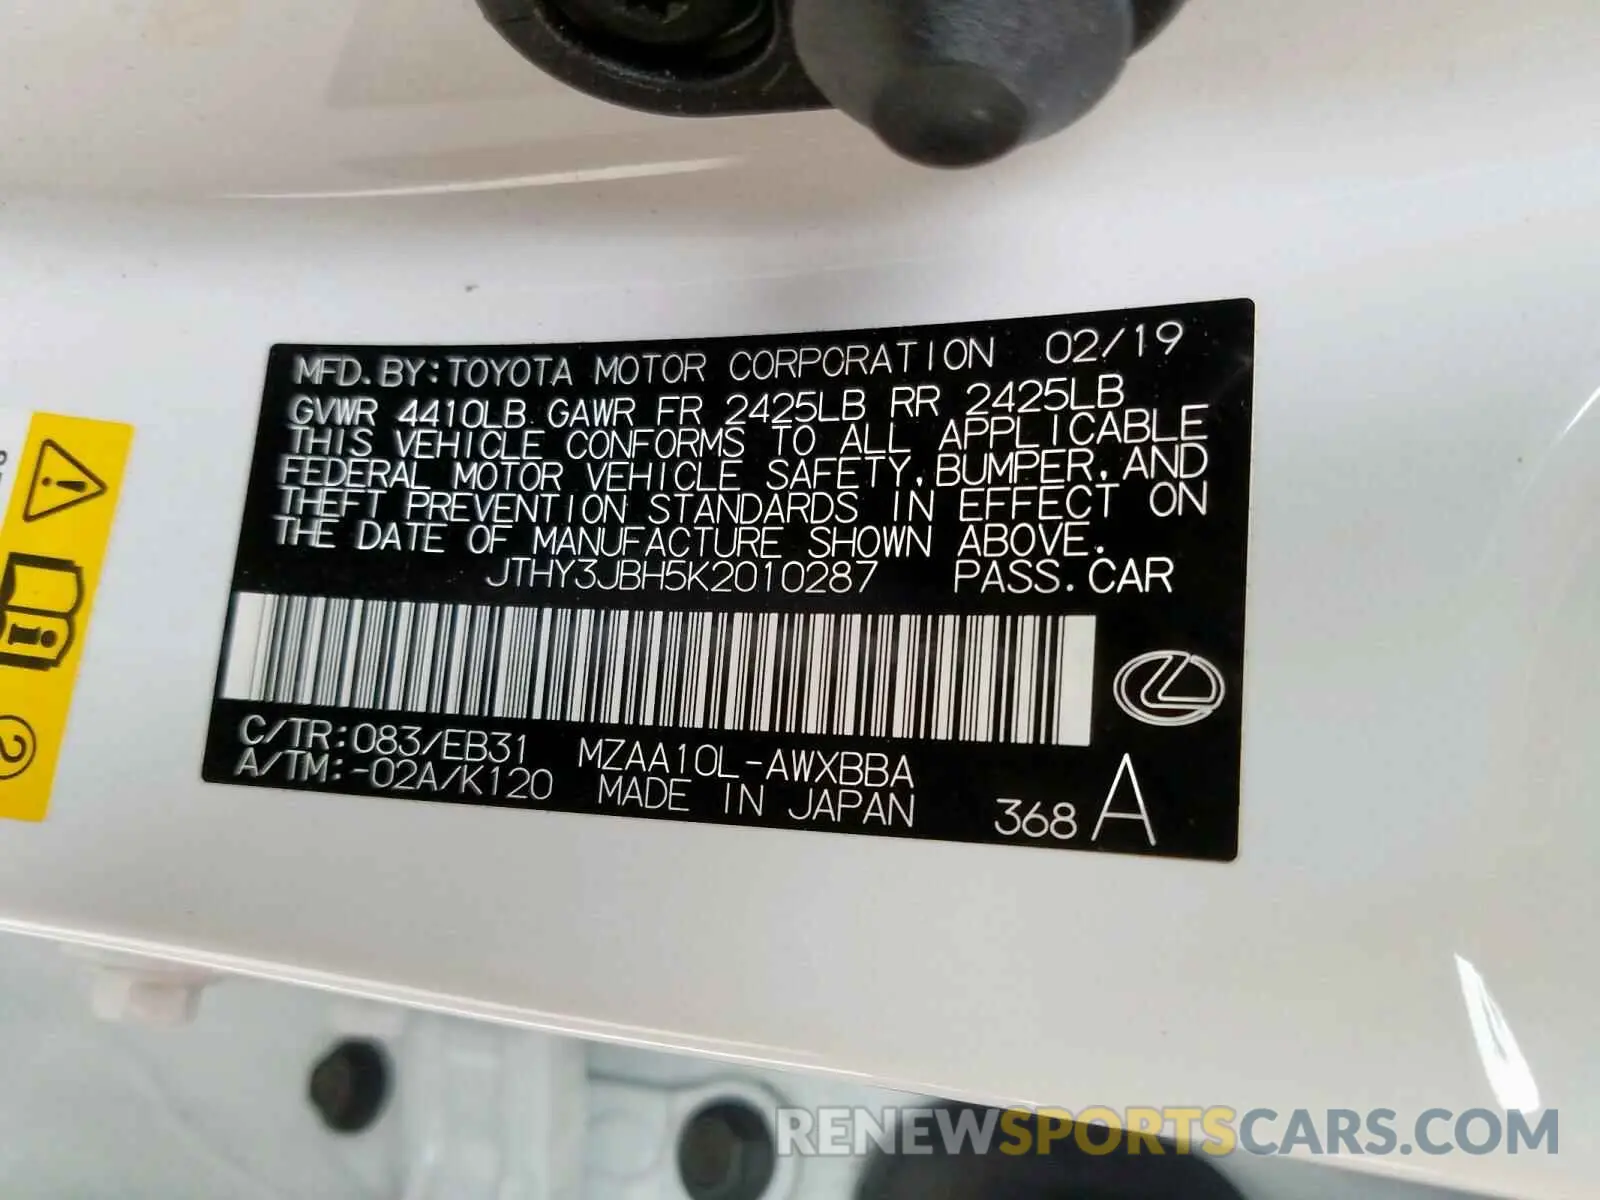 MFD. BY: TOYOTA MOTOR CORPORATION 02/19
GVWR 4410LB GAWR FR 2425LB RR 2425LB
THIS VEHICLE CONFORMS TO ALL APPLICABLE
FEDERAL MOTOR VEHICLE SAFETY, BUMPER, AND
THEFT PREVENTION STANDARDS IN EFFECT ON
THE DATE OF MANUFACTURE SHOWN ABOVE.
JTHY3JBH5K2010287 PASS. CAR
C/TR: 083/EB31 MZAA10L-AWXBBA
A/TM: -02A/K120 MADE IN JAPAN 368 A
2
RENEWSPORTSCARS.COM